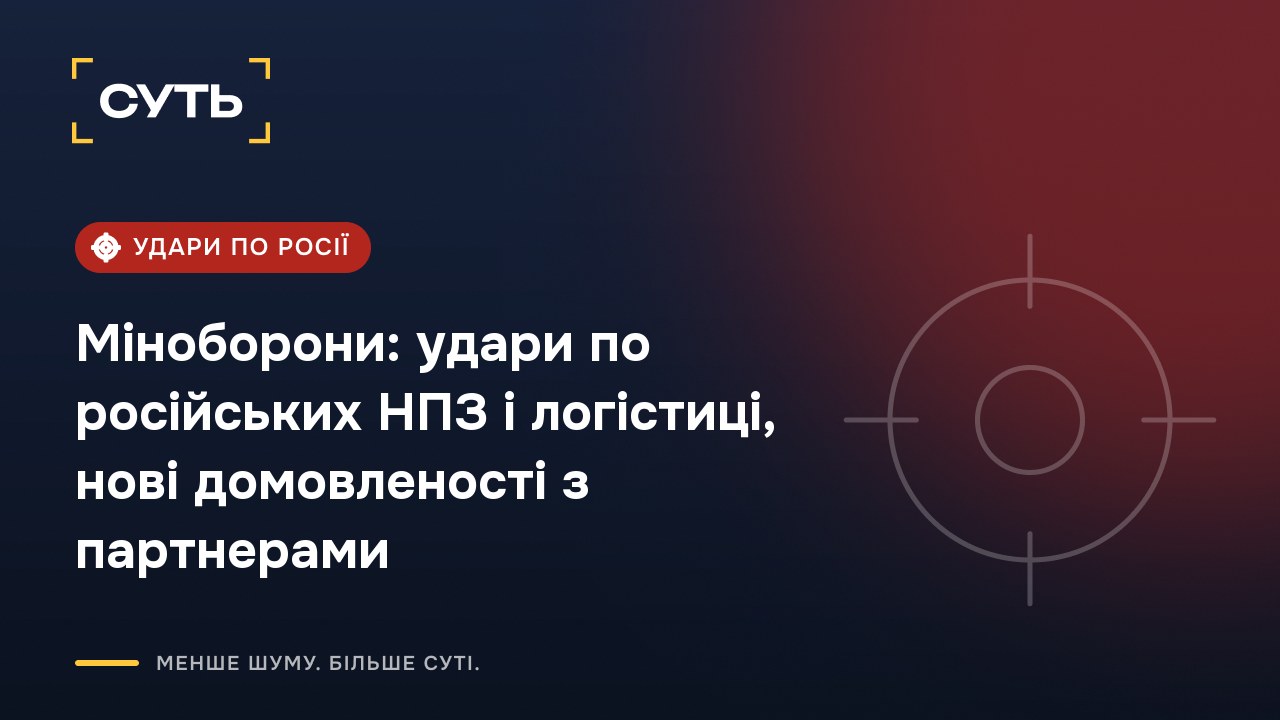 СУТЬ
УДАРИ ПО РОСІЇ
Міноборони: удари по
російських НПЗ і логістиці,
нові домовленості з
партнерами
МЕНШЕ ШУМУ. БІЛЬШЕ СУТІ.